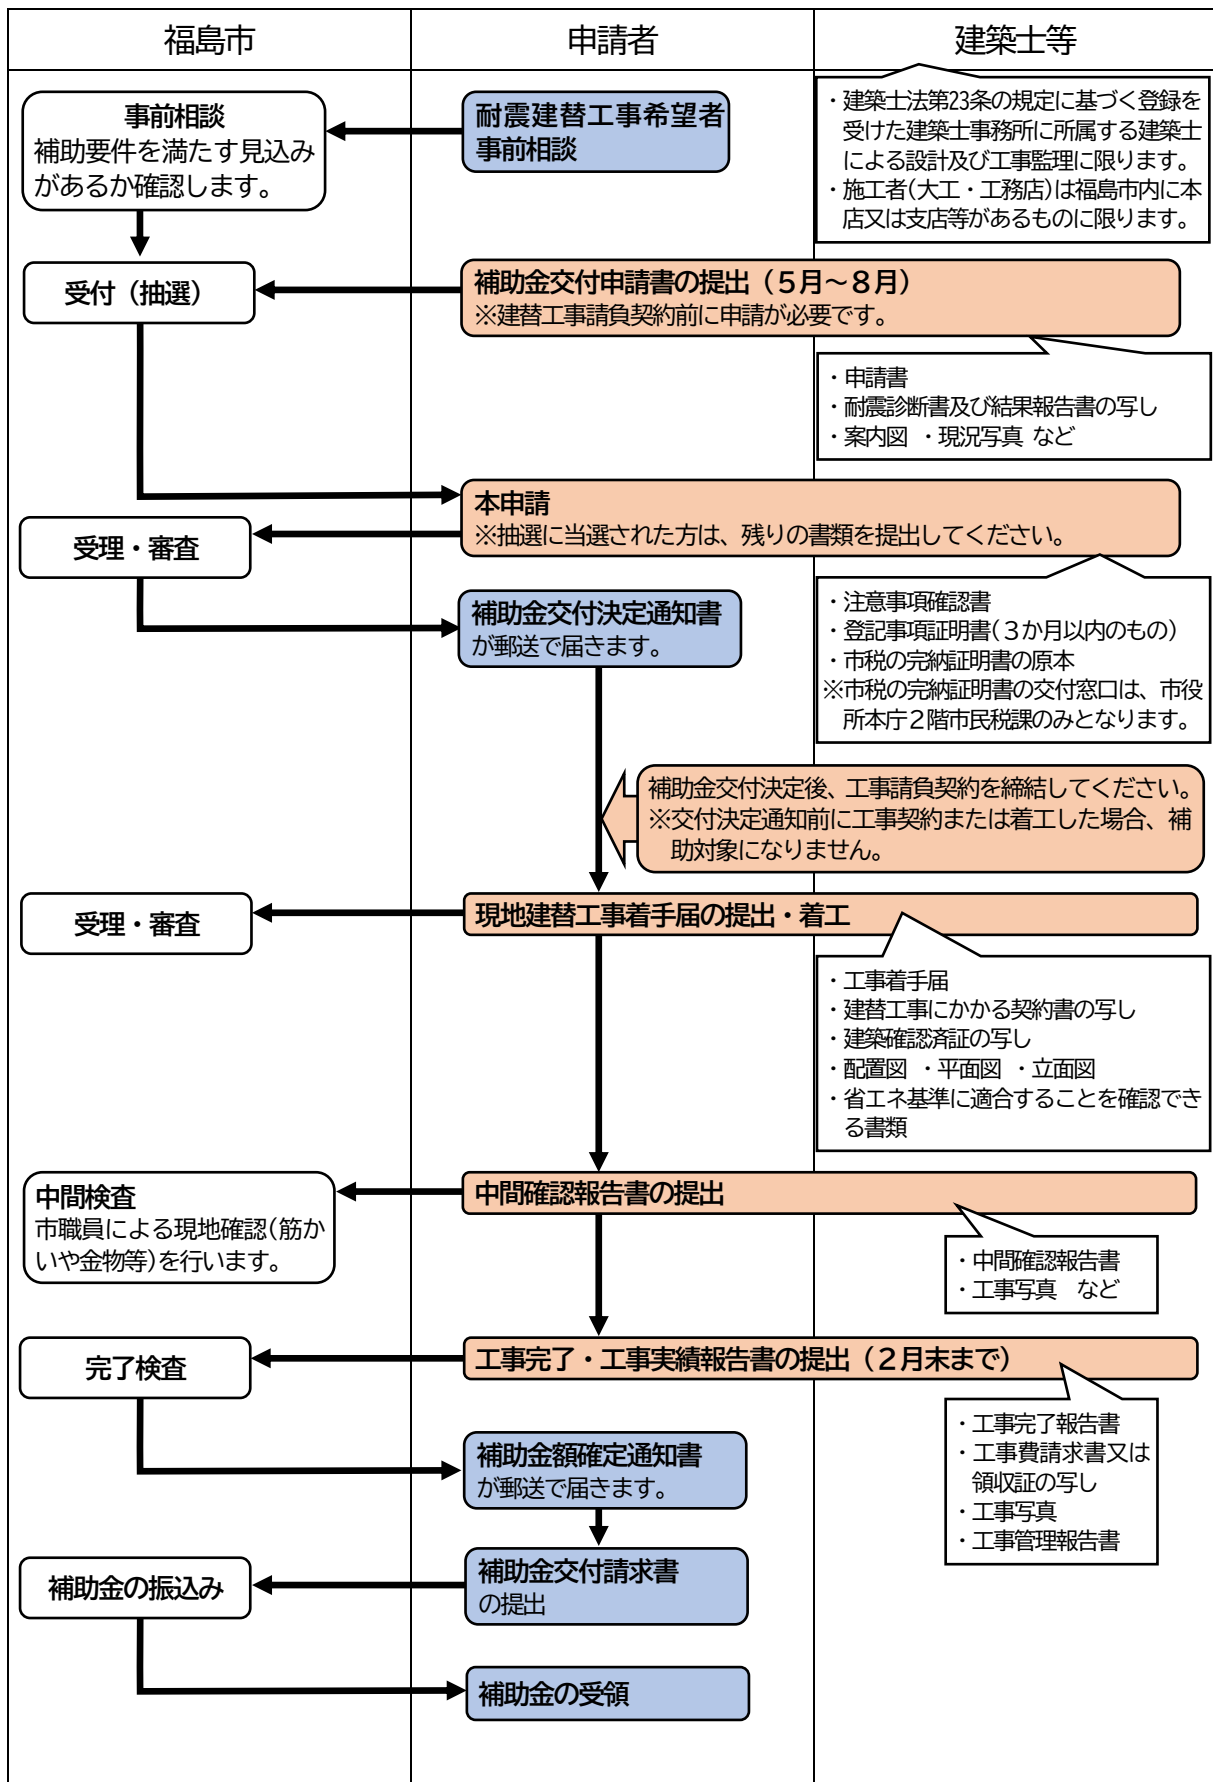 福島市
申請者
建築士等
事前相談
補助要件を満たす見込み
があるか確認します。
耐震建替工事希望者
事前相談
・建築士法第23条の規定に基づく登録を
受けた建築士事務所に所属する建築士
による設計及び工事監理に限ります。
・施工者(大工・工務店)は福島市内に本
店又は支店等があるものに限ります。
受付（抽選）
補助金交付申請書の提出（５月～８月）
※建替工事請負契約前に申請が必要です。
・申請書
・耐震診断書及び結果報告書の写し
・案内図 ・現況写真 など
本申請
※抽選に当選された方は、残りの書類を提出してください。
受理・審査
・注意事項確認書
・登記事項証明書(３か月以内のもの)
・市税の完納証明書の原本
※市税の完納証明書の交付窓口は、市役
所本庁２階市民税課のみとなります。
補助金交付決定通知書
が郵送で届きます。
補助金交付決定後、工事請負契約を締結してください。
※交付決定通知前に工事契約または着工した場合、補
助対象になりません。
受理・審査
現地建替工事着手届の提出・着工
・工事着手届
・建替工事にかかる契約書の写し
・建築確認済証の写し
・配置図 ・平面図 ・立面図
・省エネ基準に適合することを確認でき
る書類
中間検査
市職員による現地確認(筋か
いや金物等)を行います。
中間確認報告書の提出
・中間確認報告書
・工事写真 など
完了検査
工事完了・工事実績報告書の提出（２月末まで）
・工事完了報告書
・工事費請求書又は
領収証の写し
・工事写真
・工事管理報告書
補助金額確定通知書
が郵送で届きます。
補助金の振込み
補助金交付請求書
の提出
補助金の受領